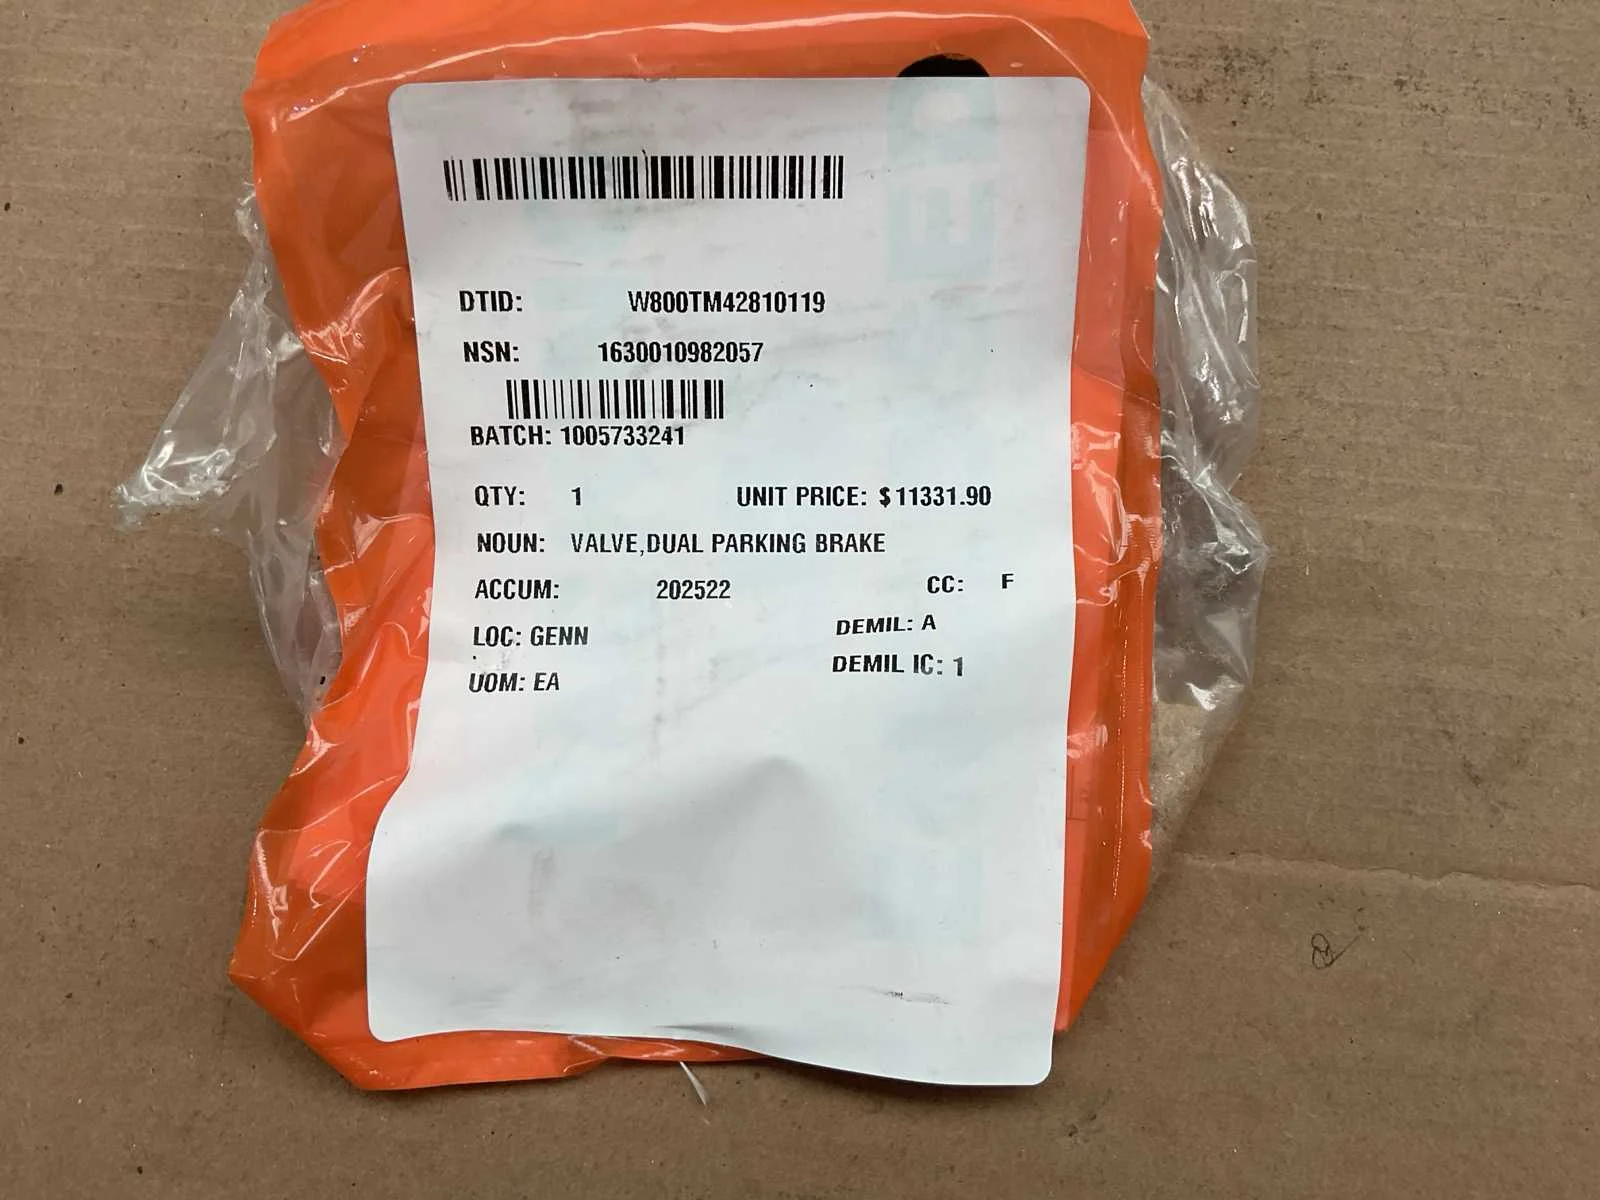 DTID: W800TM42810119
NSN: 1630010982057
BATCH: 1005733241
QTY: 1 UNIT PRICE: $11331.90
NOUN: VALVE,DUAL PARKING BRAKE
ACCUM: 202522 CC: F
LOC: GENN DEMIL: A
UOM: EA DEMIL IC: 1